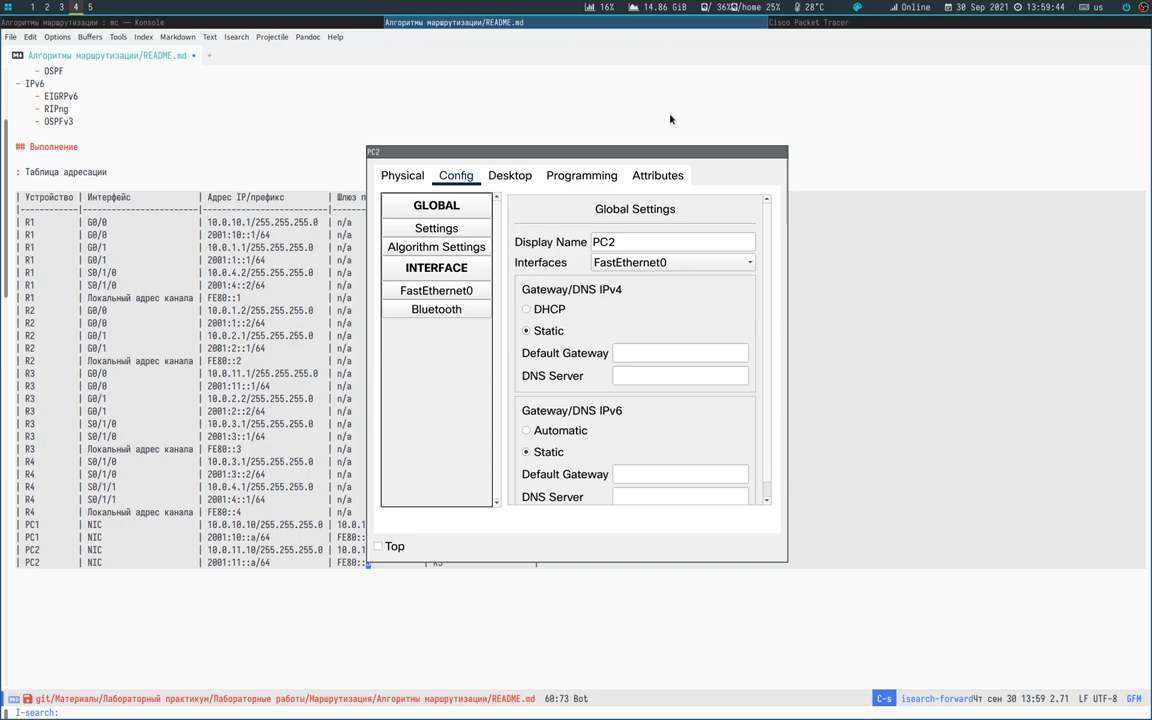 1 2 3 4 5 16% 14.86 GiB / 36% /home 25% 28°C Online 30 Sep 2021 13:59:44 us
Алгоритмы маршрутизации : mc — Konsole Алгоритмы маршрутизации/README.md Cisco Packet Tracer
File Edit Options Buffers Tools Index Markdown Text Isearch Projectile Pandoc Help
Алгоритмы маршрутизации/README.md • +
- OSPF
- IPv6
- EIGRPv6
- RIPng
- OSPFv3
## Выполнение
: Таблица адресации
| Устройство | Интерфейс | Адрес IP/префикс | Шлюз п
| R1 | G0/0 | 10.0.10.1/255.255.255.0 | n/a
| R1 | G0/0 | 2001:10::1/64 | n/a
| R1 | G0/1 | 10.0.1.1/255.255.255.0 | n/a
| R1 | G0/1 | 2001:1::1/64 | n/a
| R1 | S0/1/0 | 10.0.4.2/255.255.255.0 | n/a
| R1 | S0/1/0 | 2001:4::2/64 | n/a
| R1 | Локальный адрес канала | FE80::1 | n/a
| R2 | G0/0 | 10.0.1.2/255.255.255.0 | n/a
| R2 | G0/0 | 2001:1::2/64 | n/a
| R2 | G0/1 | 10.0.2.1/255.255.255.0 | n/a
| R2 | G0/1 | 2001:2::1/64 | n/a
| R2 | Локальный адрес канала | FE80::2 | n/a
| R3 | G0/0 | 10.0.11.1/255.255.255.0 | n/a
| R3 | G0/0 | 2001:11::1/64 | n/a
| R3 | G0/1 | 10.0.2.2/255.255.255.0 | n/a
| R3 | G0/1 | 2001:2::2/64 | n/a
| R3 | S0/1/0 | 10.0.3.1/255.255.255.0 | n/a
| R3 | S0/1/0 | 2001:3::1/64 | n/a
| R3 | Локальный адрес канала | FE80::3 | n/a
| R4 | S0/1/0 | 10.0.3.1/255.255.255.0 | n/a
| R4 | S0/1/0 | 2001:3::2/64 | n/a
| R4 | S0/1/1 | 10.0.4.1/255.255.255.0 | n/a
| R4 | S0/1/1 | 2001:4::1/64 | n/a
| R4 | Локальный адрес канала | FE80::4 | n/a
| PC1 | NIC | 10.0.10.10/255.255.255.0 | 10.0.1
| PC1 | NIC | 2001:10::a/64 | FE80::
| PC2 | NIC | 10.0.11.10/255.255.255.0 | 10.0.1
| PC2 | NIC | 2001:11::a/64 | FE80:: | R3 |
PC2
Physical Config Desktop Programming Attributes
GLOBAL
Settings
Algorithm Settings
INTERFACE
FastEthernet0
Bluetooth
Global Settings
Display Name PC2
Interfaces FastEthernet0
Gateway/DNS IPv4
DHCP
Static
Default Gateway
DNS Server
Gateway/DNS IPv6
Automatic
Static
Default Gateway
DNS Server
Top
git/Материалы/Лабораторный практикум/Лабораторные работы/Маршрутизация/Алгоритмы маршрутизации/README.md 60:73 Bot C-s isearch-forward Чт сен 30 13:59 2.71 LF UTF-8 GFM
I-search: